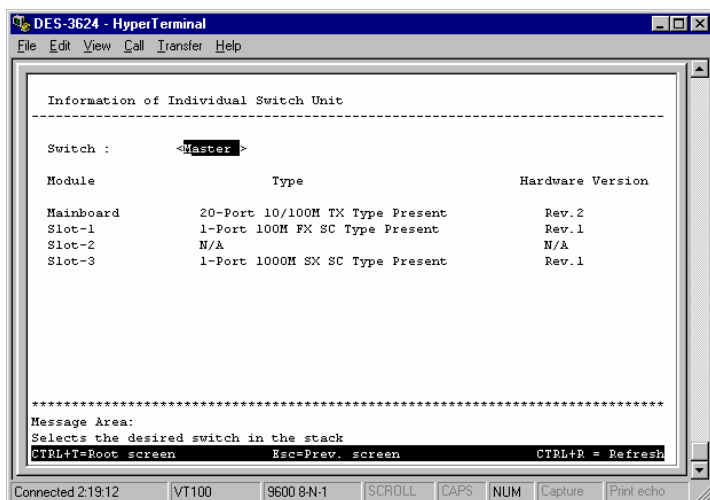 DES-3624 - HyperTerminal
File Edit View Call Transfer Help
Information of Individual Switch Unit
--------------------------------------------------------------------------------
Switch : <Master >
Module Type Hardware Version
Mainboard 20-Port 10/100M TX Type Present Rev.2
Slot-1 1-Port 100M FX SC Type Present Rev.1
Slot-2 N/A N/A
Slot-3 1-Port 1000M SX SC Type Present Rev.1
********************************************************************************
Message Area:
Selects the desired switch in the stack
CTRL+T=Root screen Esc=Prev. screen CTRL+R = Refresh
Connected 2:19:12 VT100 9600 8-N-1 SCROLL CAPS NUM Capture Print echo